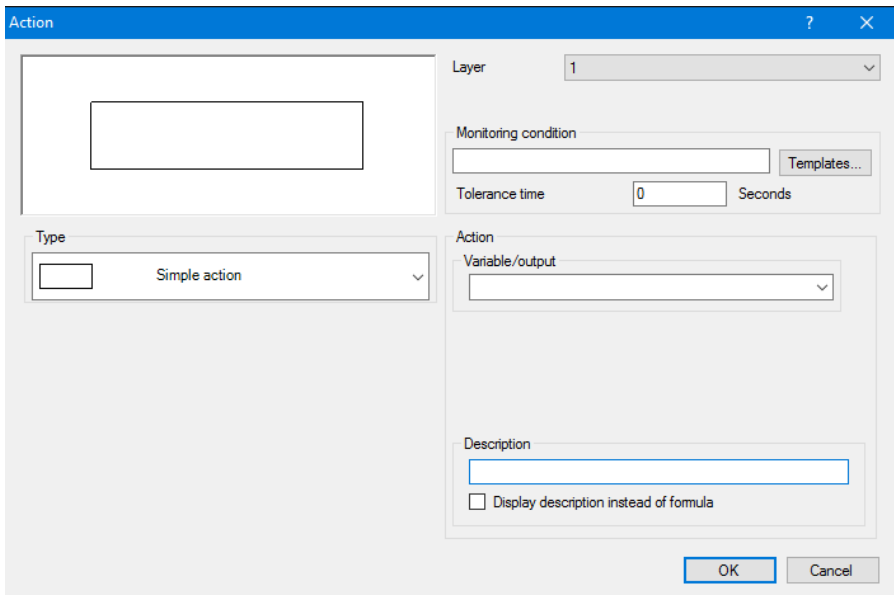 Action
?
Layer
1
Monitoring condition
Templates...
Tolerance time
0
Seconds
Type
Simple action
Action
Variable/output
Description
Display description instead of formula
OK
Cancel